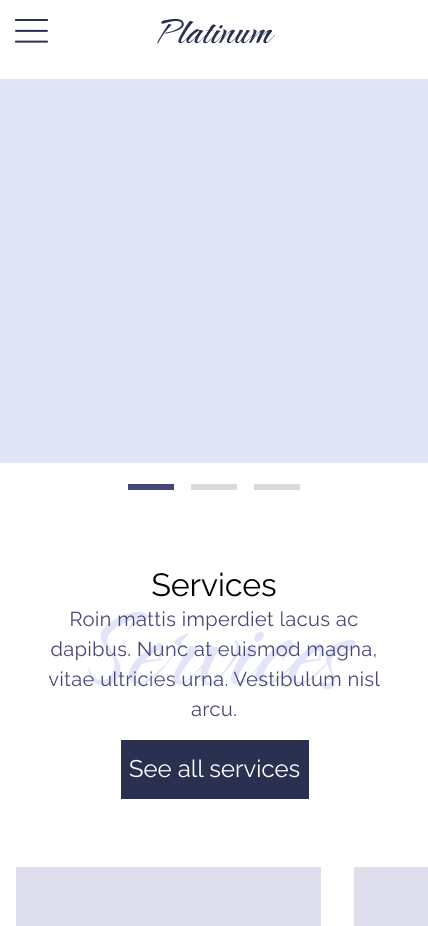 Platinum
Services
Services
Roin mattis imperdiet lacus ac
dapibus. Nunc at euismod magna,
vitae ultricies urna. Vestibulum nisl
arcu.
See all services